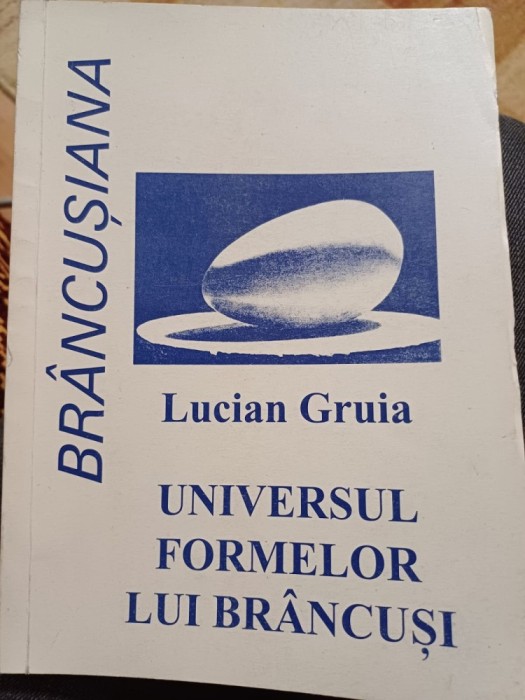 BRÂNCUȘIANA
Lucian Gruia
UNIVERSUL
FORMELOR
LUI BRÂNCUȘI